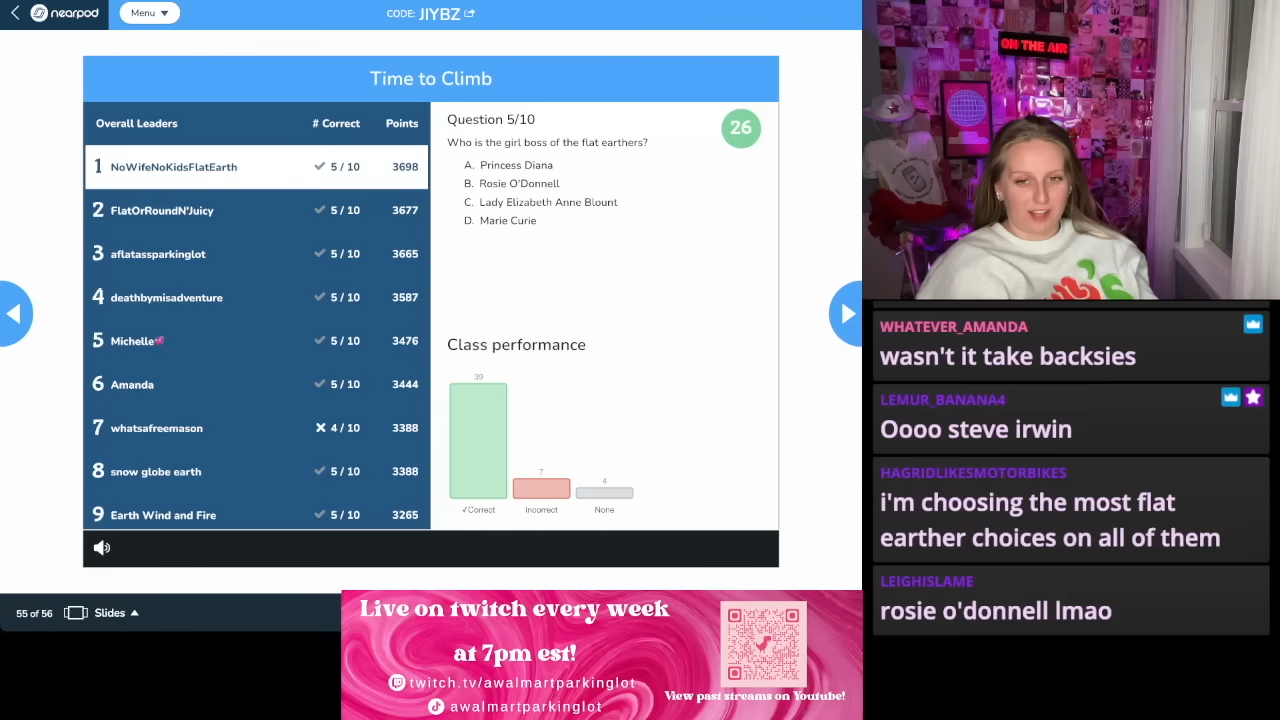 nearpod
Menu
CODE: JIYBZ
Time to Climb
Overall Leaders # Correct Points
1 NoWifeNoKidsFlatEarth 5 / 10 3698
2 FlatOrRoundN'Juicy 5 / 10 3677
3 aflatassparkinglot 5 / 10 3665
4 deathbymisadventure 5 / 10 3587
5 Michelle 5 / 10 3476
6 Amanda 5 / 10 3444
7 whatsafreemason 4 / 10 3388
8 snow globe earth 5 / 10 3388
9 Earth Wind and Fire 5 / 10 3265
Question 5/10
26
Who is the girl boss of the flat earthers?
A. Princess Diana
B. Rosie O'Donnell
C. Lady Elizabeth Anne Blount
D. Marie Curie
Class performance
39
7
4
✓Correct Incorrect None
55 of 56 Slides
ON THE AIR
WHATEVER_AMANDA
wasn't it take backsies
LEMUR_BANANA4
Oooo steve irwin
HAGRIDLIKESMOTORBIKES
i'm choosing the most flat
earther choices on all of them
LEIGHISLAME
rosie o'donnell lmao
Live on twitch every week
at 7pm est!
twitch.tv/awalmartparkinglot
awalmartparkinglot
View past streams on Youtube!